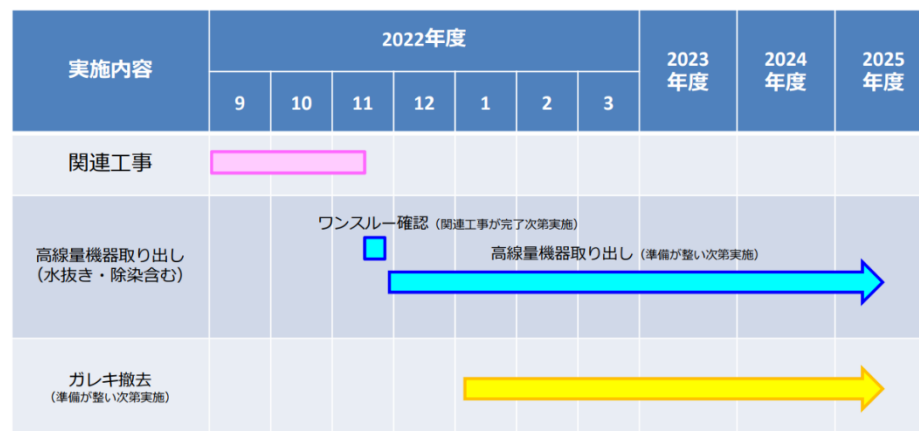 実施内容
2022年度
2023
年度
2024
年度
2025
年度
9 10 11 12 1 2 3
関連工事
高線量機器取り出し
(水抜き・除染含む)
ワンスルー確認(関連工事が完了次第実施)
高線量機器取り出し(準備が整い次第実施)
ガレキ撤去
(準備が整い次第実施)